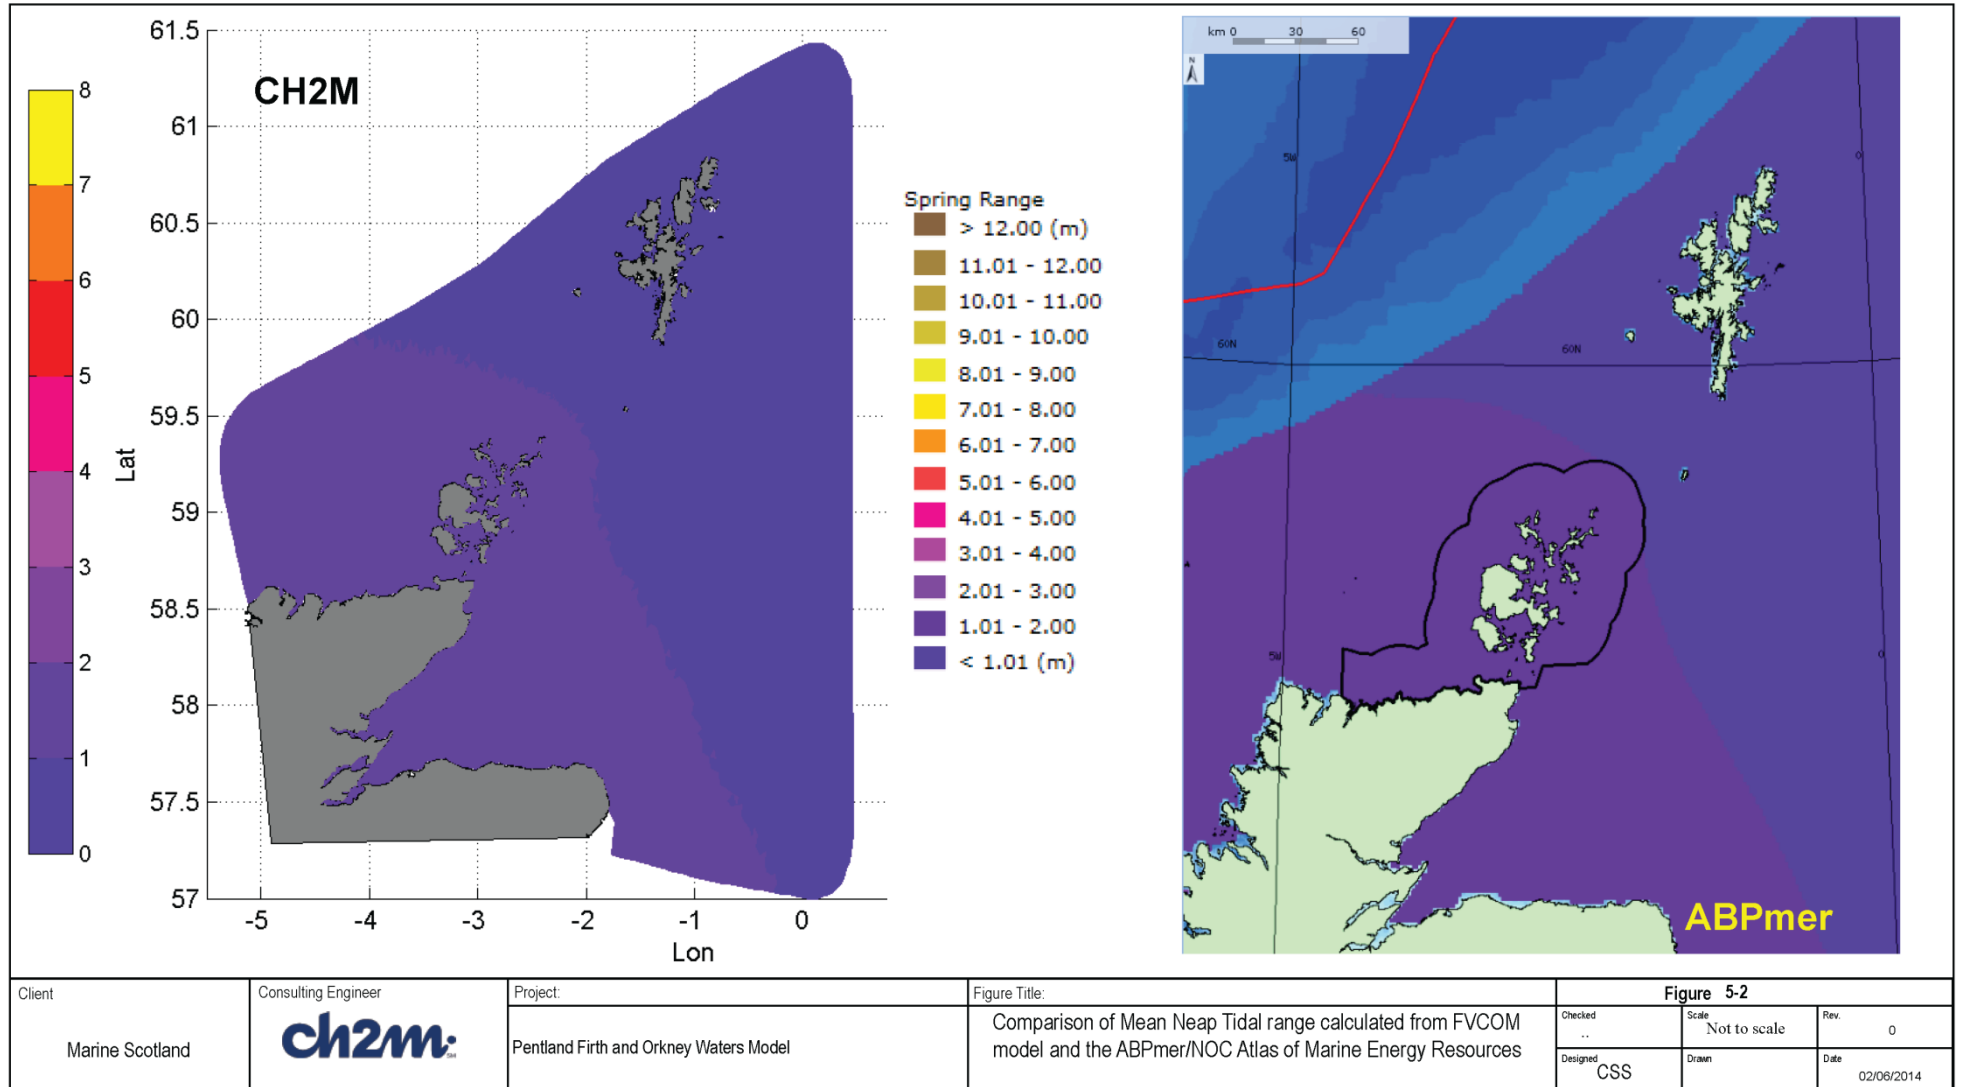 CH2M
8
7
6
5
4
3
2
1
0
61.5
61
60.5
60
59.5
59
58.5
58
57.5
57
Lat
-5
-4
-3
-2
-1
0
Lon
Spring Range
> 12.00 (m)
11.01 - 12.00
10.01 - 11.00
9.01 - 10.00
8.01 - 9.00
7.01 - 8.00
6.01 - 7.00
5.01 - 6.00
4.01 - 5.00
3.01 - 4.00
2.01 - 3.00
1.01 - 2.00
< 1.01 (m)
km 0 30 60
N
5W
0
60N
60N
5W
0
ABPmer
Client
Marine Scotland
Consulting Engineer
ch2m:
SM
Project:
Pentland Firth and Orkney Waters Model
Figure Title:
Comparison of Mean Neap Tidal range calculated from FVCOM
model and the ABPmer/NOC Atlas of Marine Energy Resources
Figure 5-2
Checked
..
Scale
Not to scale
Rev.
0
Designed
CSS
Drawn
Date
02/06/2014